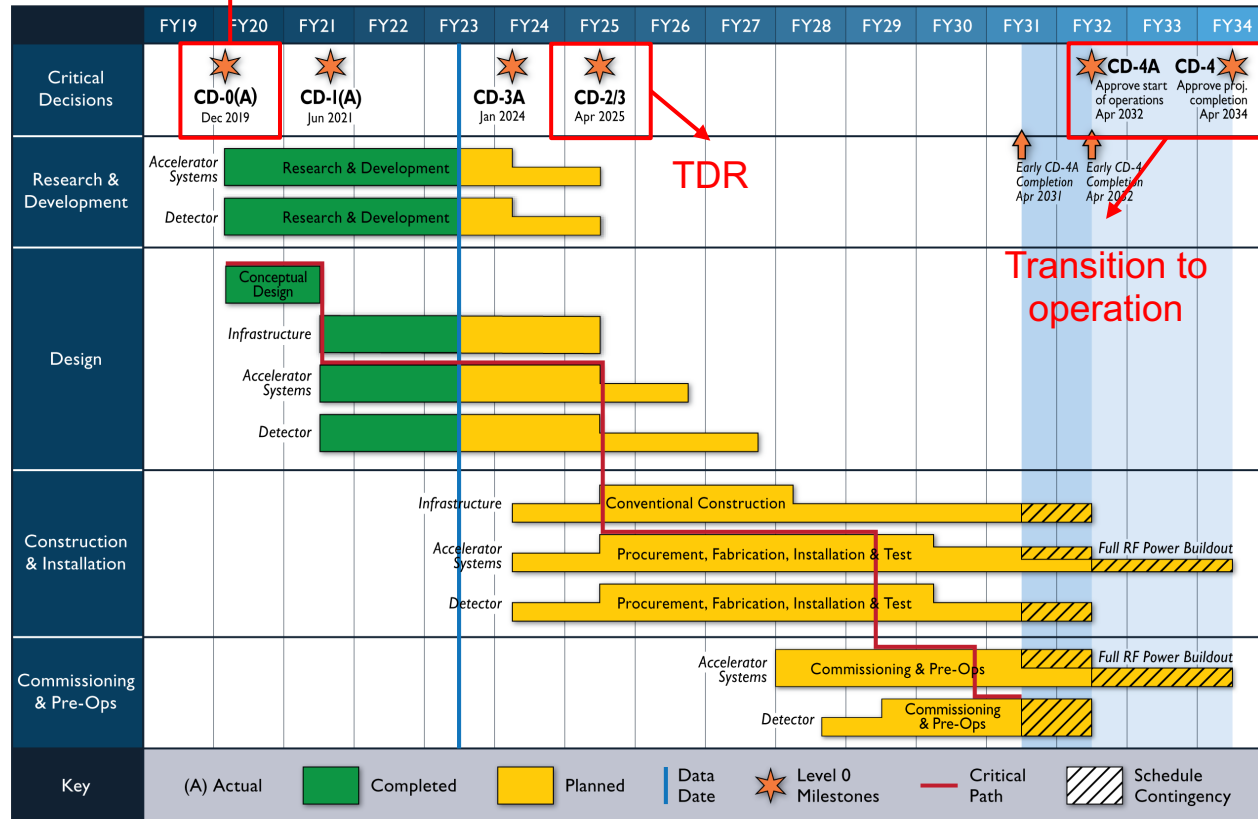 FY19 FY20 FY21 FY22 FY23 FY24 FY25 FY26 FY27 FY28 FY29 FY30 FY31 FY32 FY33 FY34
Critical
Decisions
CD-0(A)
Dec 2019
CD-1(A)
Jun 2021
CD-3A
Jan 2024
CD-2/3
Apr 2025
CD-4A
Approve start
of operations
Apr 2032
CD-4
Approve proj.
completion
Apr 2034
TDR
Early CD-4A
Completion
Apr 2031
Early CD-4
Completion
Apr 2032
Transition to
operation
Research &
Development
Accelerator
Systems
Research & Development
Detector
Research & Development
Design
Conceptual
Design
Infrastructure
Accelerator
Systems
Detector
Construction
& Installation
Infrastructure
Conventional Construction
Accelerator
Systems
Procurement, Fabrication, Installation & Test
Full RF Power Buildout
Detector
Procurement, Fabrication, Installation & Test
Commissioning
& Pre-Ops
Accelerator
Systems
Commissioning & Pre-Ops
Full RF Power Buildout
Detector
Commissioning
& Pre-Ops
Key
(A) Actual
Completed
Planned
Data
Date
Level 0
Milestones
Critical
Path
Schedule
Contingency